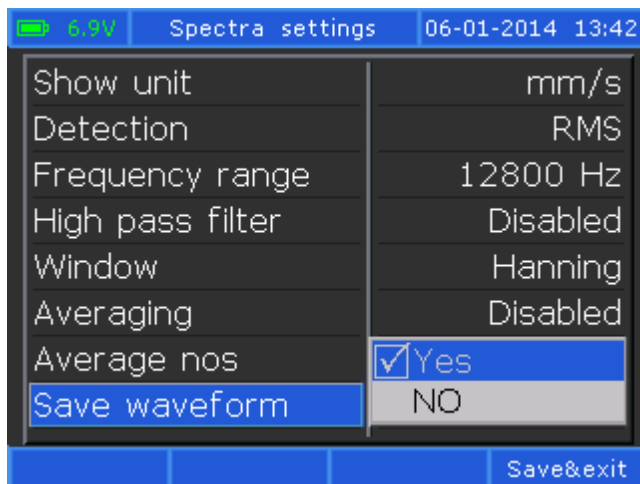 6.9V Spectra settings 06-01-2014 13:42
Show unit mm/s
Detection RMS
Frequency range 12800 Hz
High pass filter Disabled
Window Hanning
Averaging Disabled
Average nos Yes
Save waveform NO
Save&exit